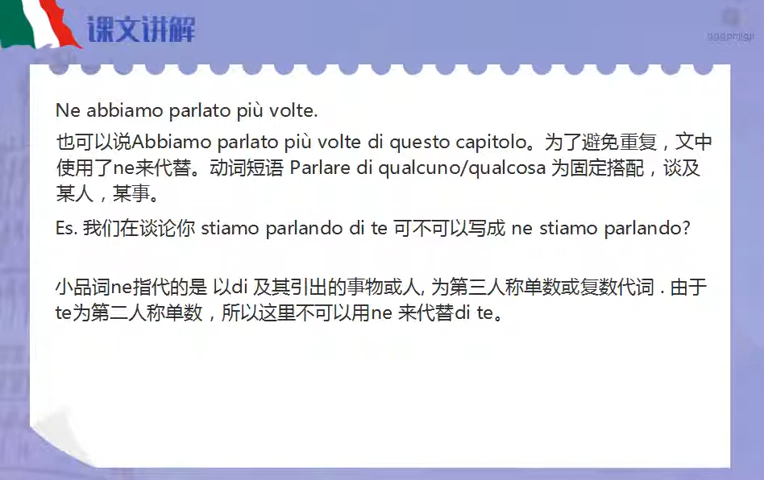 课文讲解
Ne abbiamo parlato più volte.
也可以说Abbiamo parlato più volte di questo capitolo。为了避免重复，文中
使用了ne来代替。动词短语 Parlare di qualcuno/qualcosa 为固定搭配，谈及
某人，某事。
Es. 我们在谈论你 stiamo parlando di te 可不可以写成 ne stiamo parlando?
小品词ne指代的是 以di 及其引出的事物或人, 为第三人称单数或复数代词 . 由于
te为第二人称单数，所以这里不可以用ne 来代替di te。